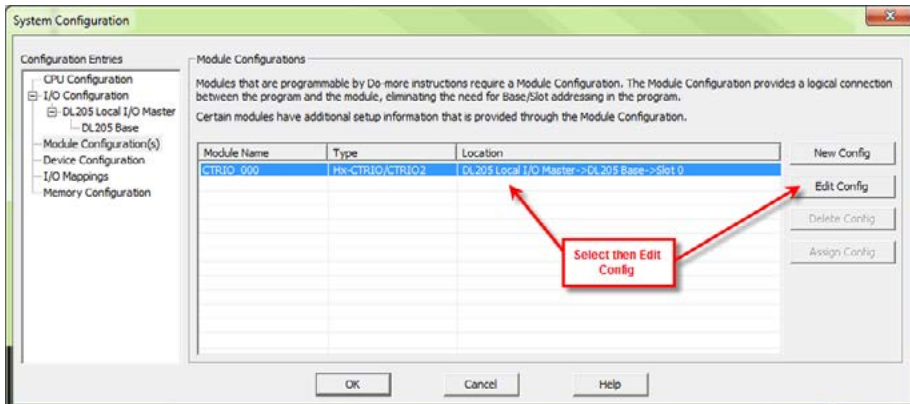 System Configuration
Configuration Entries
CPU Configuration
I/O Configuration
DL205 Local I/O Master
DL205 Base
Module Configuration(s)
Device Configuration
I/O Mappings
Memory Configuration
Module Configurations
Modules that are programmable by Do-more instructions require a Module Configuration. The Module Configuration provides a logical connection
between the program and the module, eliminating the need for Base/Slot addressing in the program.
Certain modules have additional setup information that is provided through the Module Configuration.
Module Name Type Location
CTRIO_000 Hx-CTRIO/CTRIO2 DL205 Local I/O Master->DL205 Base->Slot 0
New Config
Edit Config
Delete Config
Assign Config
Select then Edit
Config
OK Cancel Help